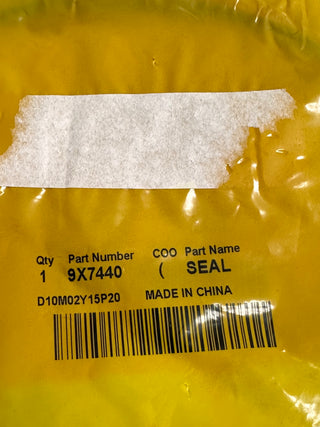 Qty Part Number COO Part Name
1 9X7440 ( SEAL
D10M02Y15P20 MADE IN CHINA